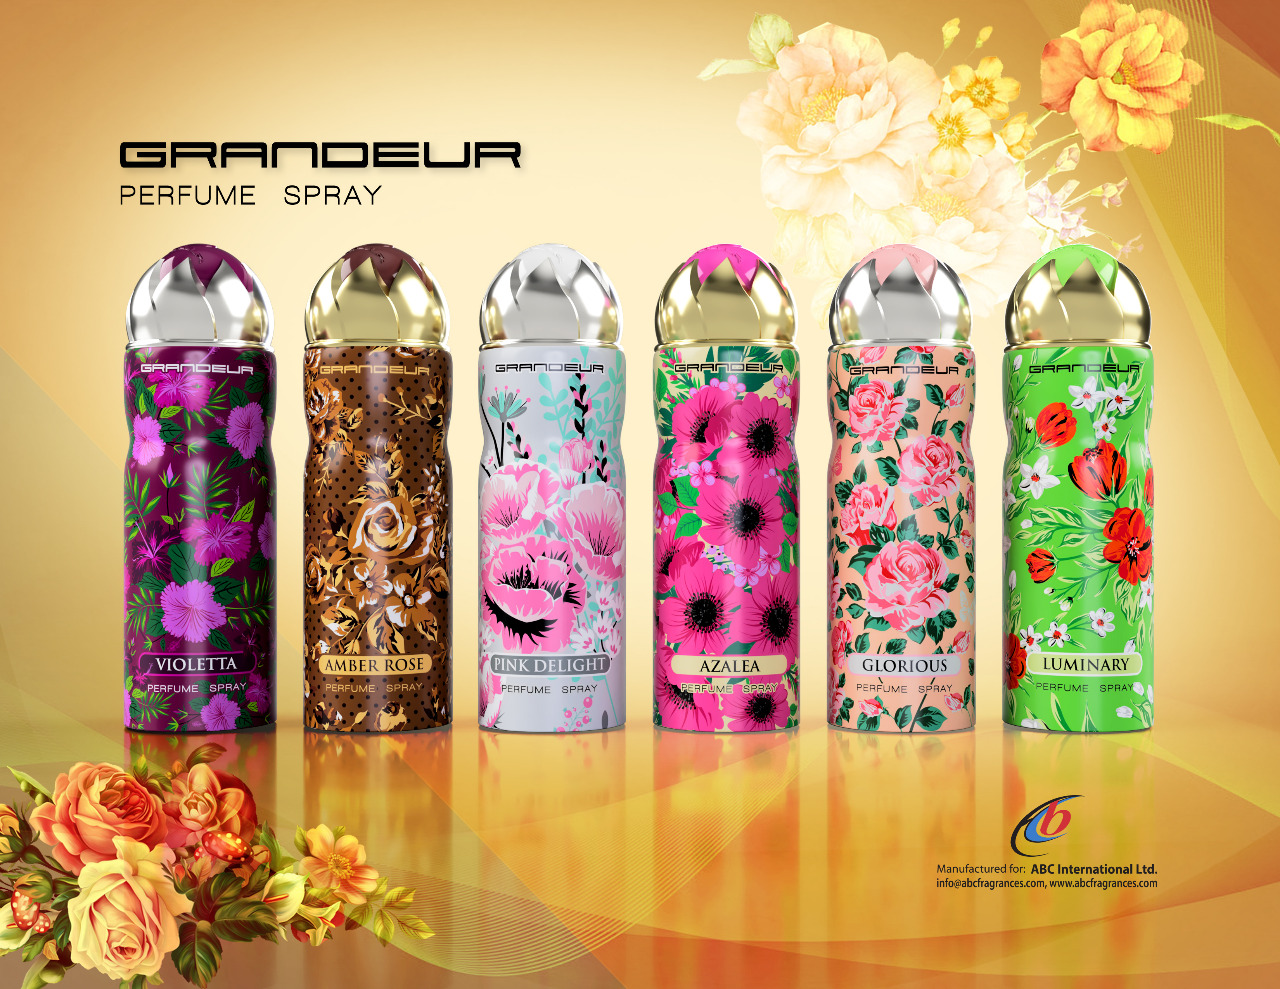 GRANDEUR
PERFUME SPRAY
GRANDEUR
VIOLETTA
PERFUME SPRAY
GRANDEUR
AMBER ROSE
PERFUME SPRAY
GRANDEUR
PINK DELIGHT
PERFUME SPRAY
GRANDEUR
AZALEA
PERFUME SPRAY
GRANDEUR
GLORIOUS
PERFUME SPRAY
GRANDEUR
LUMINARY
PERFUME SPRAY
b
Manufactured for: ABC International Ltd.
info@abcfragrances.com, www.abcfragrances.com